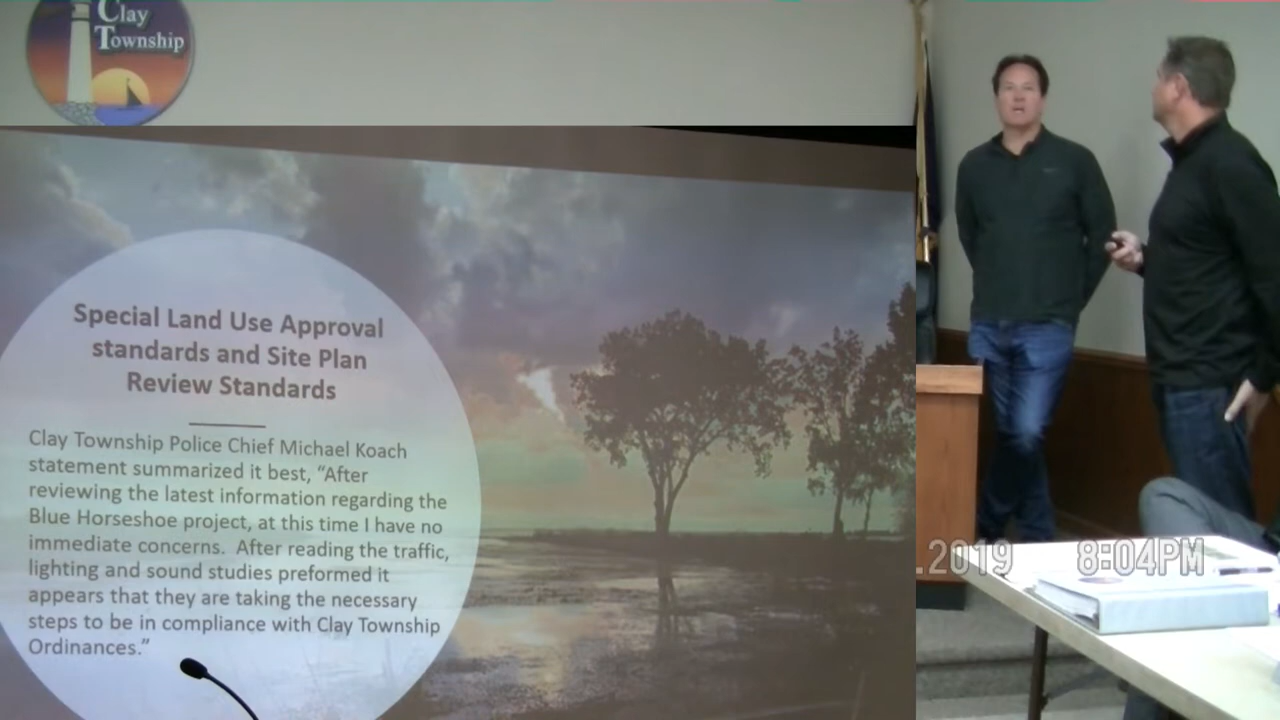 Clay
Township
Special Land Use Approval
standards and Site Plan
Review Standards
Clay Township Police Chief Michael Koach
statement summarized it best, “After
reviewing the latest information regarding the
Blue Horseshoe project, at this time I have no
immediate concerns. After reading the traffic,
lighting and sound studies preformed it
appears that they are taking the necessary
steps to be in compliance with Clay Township
Ordinances.”
.2019 8:04PM